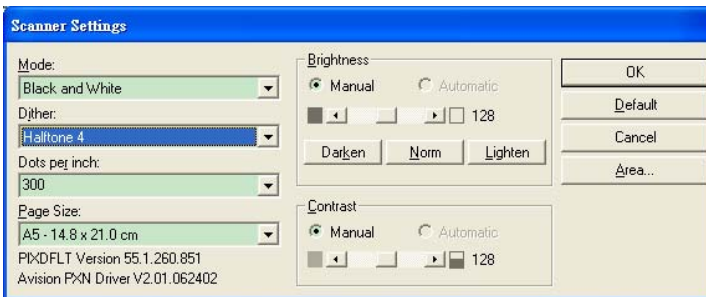 Scanner Settings
Mode:
Black and White
Dither:
Halftone 4
Dots per inch:
300
Page Size:
A5 - 14.8 x 21.0 cm
PIXDFLT Version 55.1.260.851
Avision PXN Driver V2.01.062402
Brightness
Manual Automatic
128
Darken Norm Lighten
Contrast
Manual Automatic
128
OK
Default
Cancel
Area...